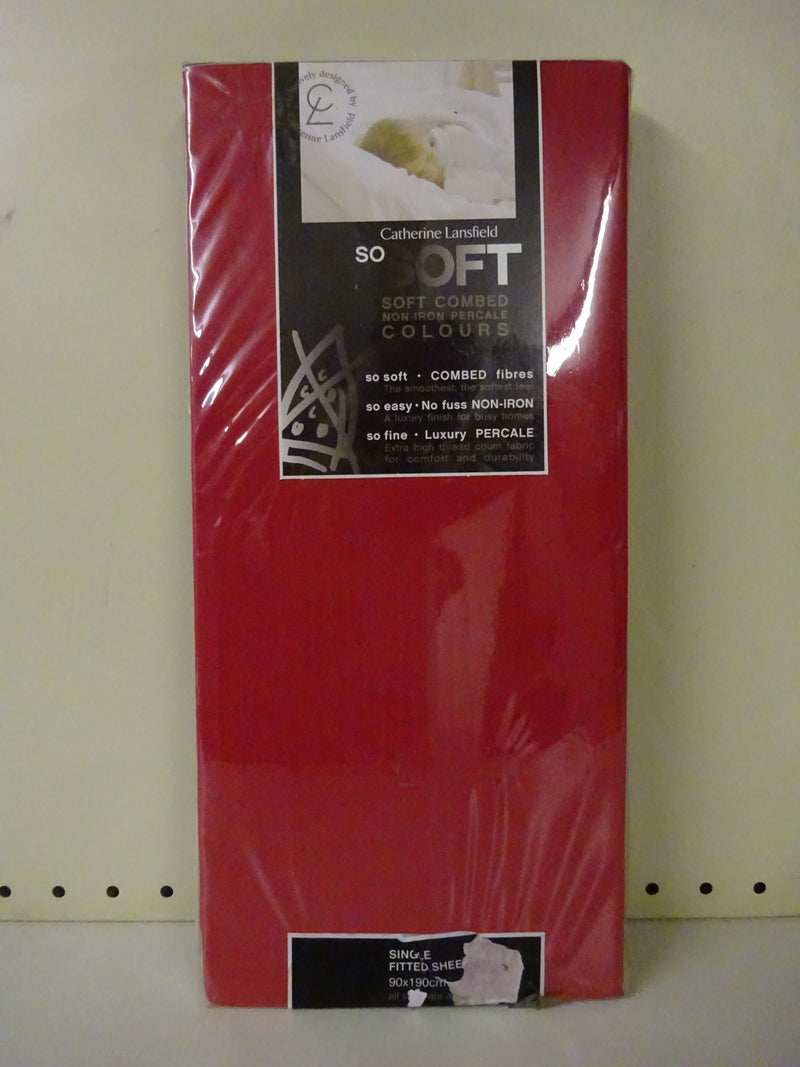 Catherine Lansfield
SO SOFT
SOFT COMBED
NON-IRON PERCALE
COLOURS
so soft · COMBED fibres
The smoothest, the softest feel
so easy · No fuss NON-IRON
A luxury finish for busy homes
so fine · Luxury PERCALE
Extra high thread count fabric
for comfort and durability
SINGLE
FITTED SHEE
90x190cm
all